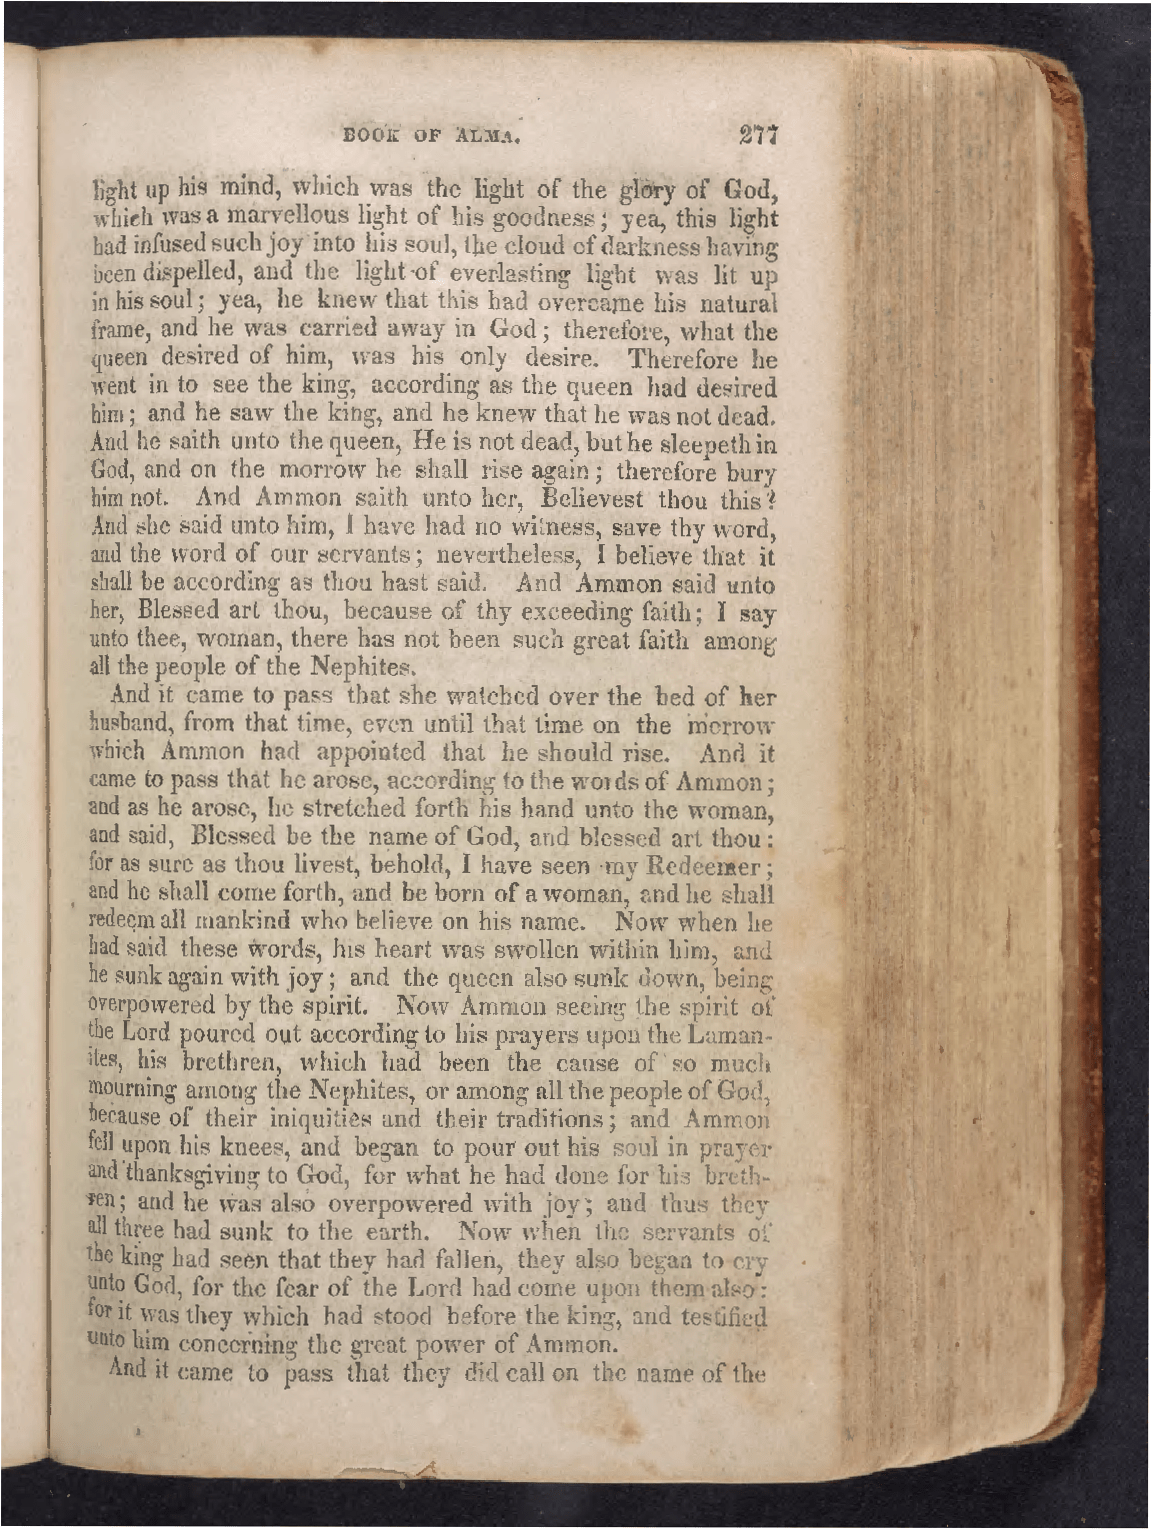 BOOK OF ALMA. 277
light up his mind, which was the light of the glory of God,
which was a marvellous light of his goodness; yea, this light
had infused such joy into his soul, the cloud of darkness having
been dispelled, and the light of everlasting light was lit up
in his soul; yea, he knew that this had overcame his natural
frame, and he was carried away in God; therefore, what the
queen desired of him, was his only desire. Therefore he
went in to see the king, according as the queen had desired
him; and he saw the king, and he knew that he was not dead.
And he saith unto the queen, He is not dead, but he sleepeth in
God, and on the morrow he shall rise again; therefore bury
him not. And Ammon saith unto her, Believest thou this?
And she said unto him, I have had no witness, save thy word,
and the word of our servants; nevertheless, I believe that it
shall be according as thou hast said. And Ammon said unto
her, Blessed art thou, because of thy exceeding faith; I say
unto thee, woman, there has not been such great faith among
all the people of the Nephites.
And it came to pass that she watched over the bed of her
husband, from that time, even until that time on the morrow
which Ammon had appointed that he should rise. And it
came to pass that he arose, according to the words of Ammon;
and as he arose, he stretched forth his hand unto the woman,
and said, Blessed be the name of God, and blessed art thou:
for as sure as thou livest, behold, I have seen my Redeemer;
and he shall come forth, and be born of a woman, and he shall
redeem all mankind who believe on his name. Now when he
had said these words, his heart was swollen within him, and
he sunk again with joy; and the queen also sunk down, being
overpowered by the spirit. Now Ammon seeing the spirit of
the Lord poured out according to his prayers upon the Laman-
ites, his brethren, which had been the cause of so much
mourning among the Nephites, or among all the people of God,
because of their iniquities and their traditions; and Ammon
fell upon his knees, and began to pour out his soul in prayer
and thanksgiving to God, for what he had done for his breth-
ren; and he was also overpowered with joy; and thus they
all three had sunk to the earth. Now when the servants of
the king had seen that they had fallen, they also began to cry
unto God, for the fear of the Lord had come upon them also:
for it was they which had stood before the king, and testified
unto him concerning the great power of Ammon.
And it came to pass that they did call on the name of the